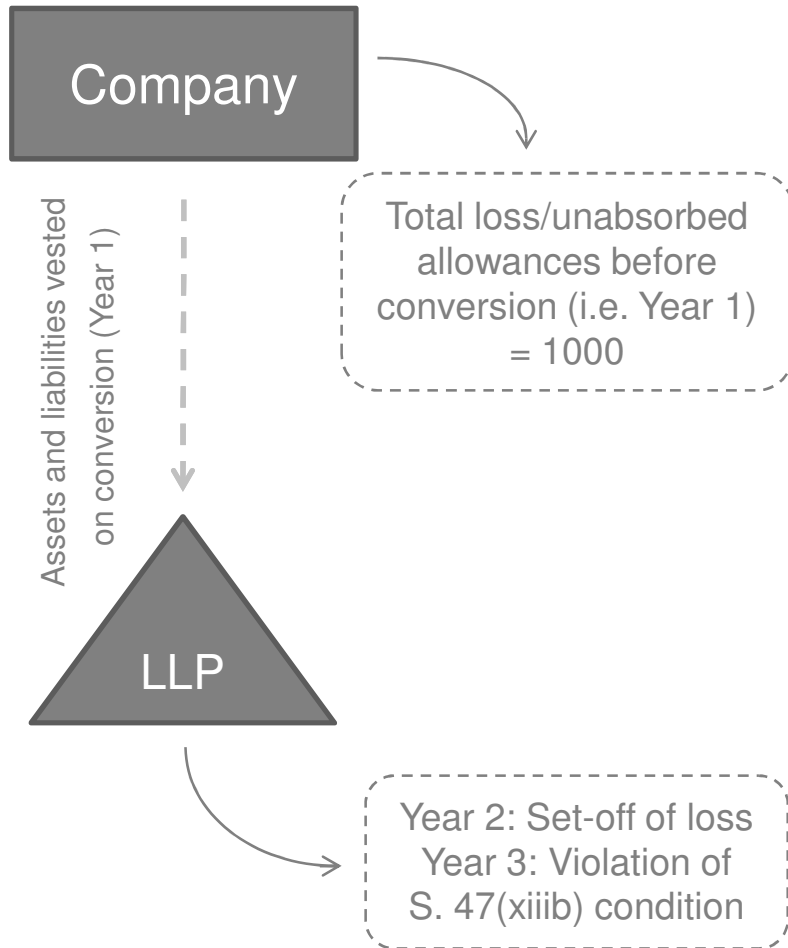 Company
Total loss/unabsorbed
allowances before
conversion (i.e. Year 1)
= 1000
Assets and liabilities vested
on conversion (Year 1)
LLP
Year 2: Set-off of loss
Year 3: Violation of
S. 47(xiiib) condition